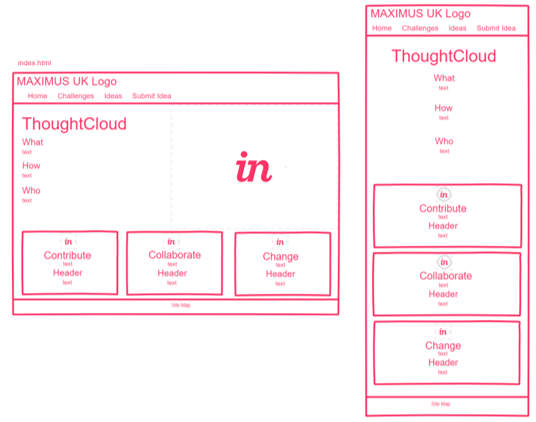 index.html
MAXIMUS UK Logo
Home Challenges Ideas Submit Idea
ThoughtCloud
What
text
How
text
Who
text
in
in
Contribute
text
Header
text
in
Collaborate
text
Header
text
in
Change
text
Header
text
Site Map
MAXIMUS UK Logo
Home Challenges Ideas Submit Idea
ThoughtCloud
What
text
How
text
Who
text
in
Contribute
text
Header
text
in
Collaborate
text
Header
text
in
Change
text
Header
text
Site Map